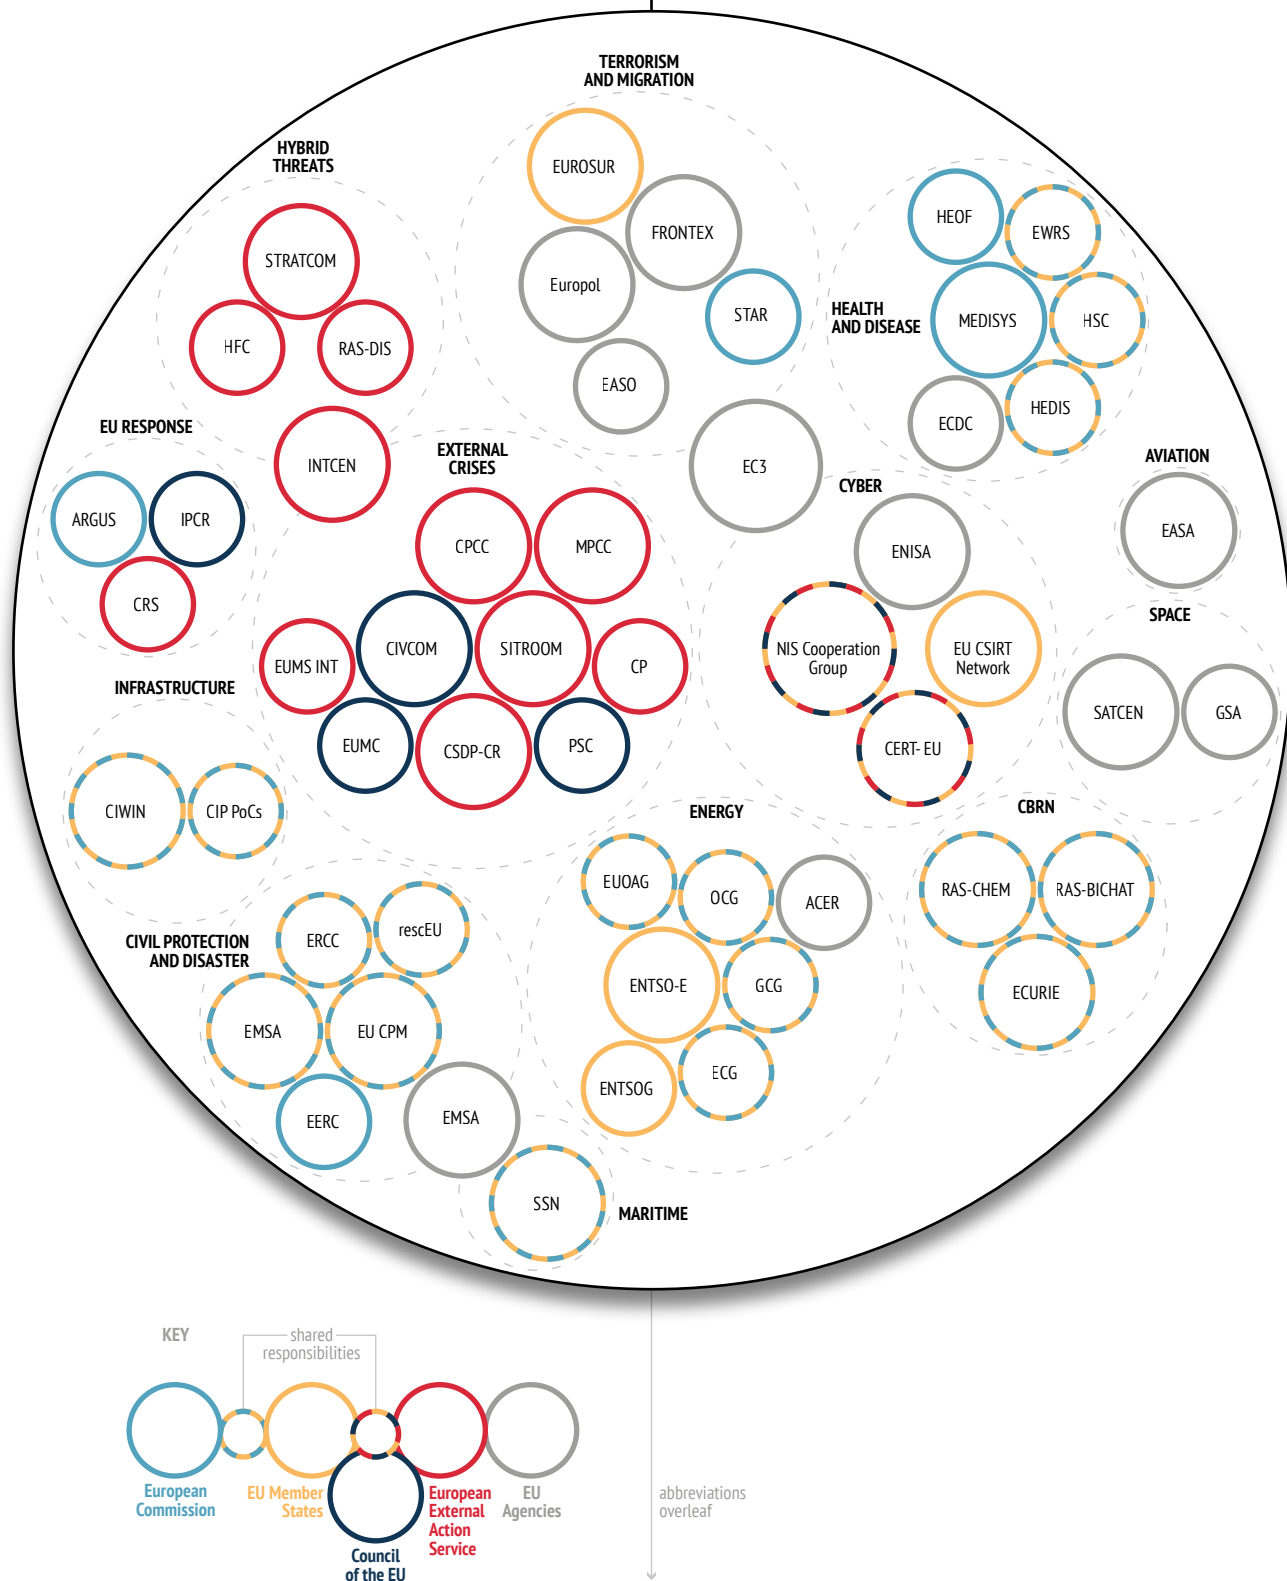 TERRORISM
AND MIGRATION
EUROSUR
FRONTEX
Europol
STAR
EASO
HYBRID
THREATS
STRATCOM
HFC
RAS-DIS
INTCEN
HEALTH
AND DISEASE
HEOF
EWRS
MEDISYS
HSC
ECDC
HEDIS
EU RESPONSE
ARGUS
IPCR
CRS
EXTERNAL
CRISES
CPCC
MPCC
EUMS INT
CIVCOM
SITROOM
CP
EUMC
CSDP-CR
PSC
EC3
CYBER
ENISA
NIS Cooperation
Group
EU CSIRT
Network
CERT- EU
AVIATION
EASA
SPACE
SATCEN
GSA
INFRASTRUCTURE
CIWIN
CIP PoCs
ENERGY
EUOAG
OCG
ACER
ENTSO-E
GCG
ENTSOG
ECG
CBRN
RAS-CHEM
RAS-BICHAT
ECURIE
CIVIL PROTECTION
AND DISASTER
ERCC
rescEU
EMSA
EU CPM
EERC
EMSA
SSN
MARITIME
KEY
shared
responsibilities
European
Commission
EU Member
States
Council
of the EU
European
External
Action
Service
EU
Agencies
abbreviations
overleaf